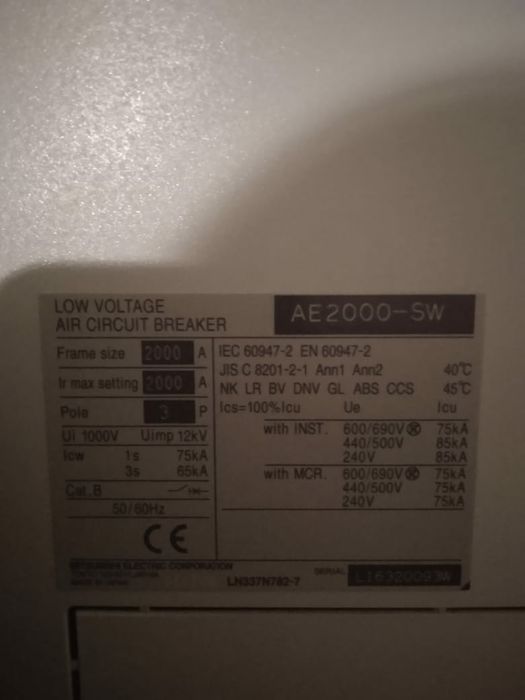 LOW VOLTAGE
AIR CIRCUIT BREAKER
AE2000-SW
Frame size 2000 A
Ir max setting 2000 A
Pole 3 P
Ui 1000V Uimp 12kV
Icw 1s 75kA
3s 65kA
Cat.B
50/60Hz
CE
IEC 60947-2 EN 60947-2
JIS C 8201-2-1 Ann1 Ann2 40℃
NK LR BV DNV GL ABS CCS 45℃
Ics=100%Icu Ue Icu
with INST. 600/690V 75kA
440/500V 85kA
240V 85kA
with MCR. 600/690V 75kA
440/500V 75kA
240V 75kA
MITSUBISHI ELECTRIC CORPORATION
MADE IN JAPAN
LN337N782-7
SERIAL